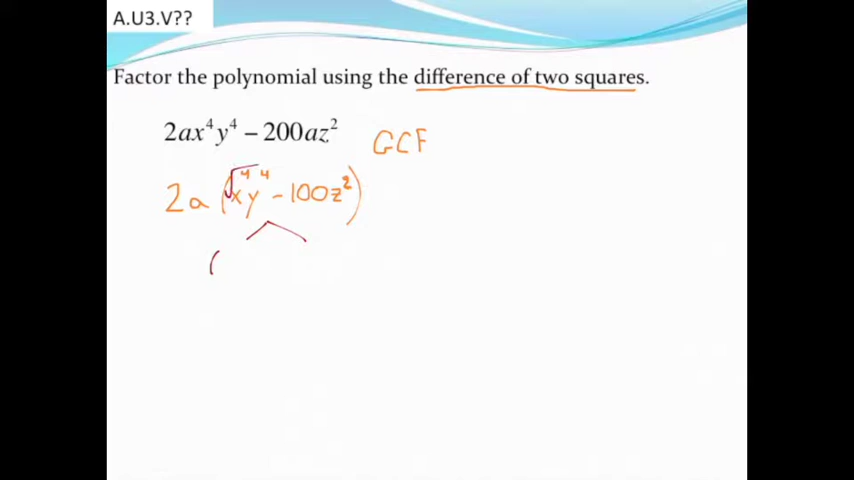 A.U3.V??
Factor the polynomial using the difference of two squares.
2ax⁴y⁴ – 200az²
GCF
2a(√x⁴y⁴ - 100z²)
(